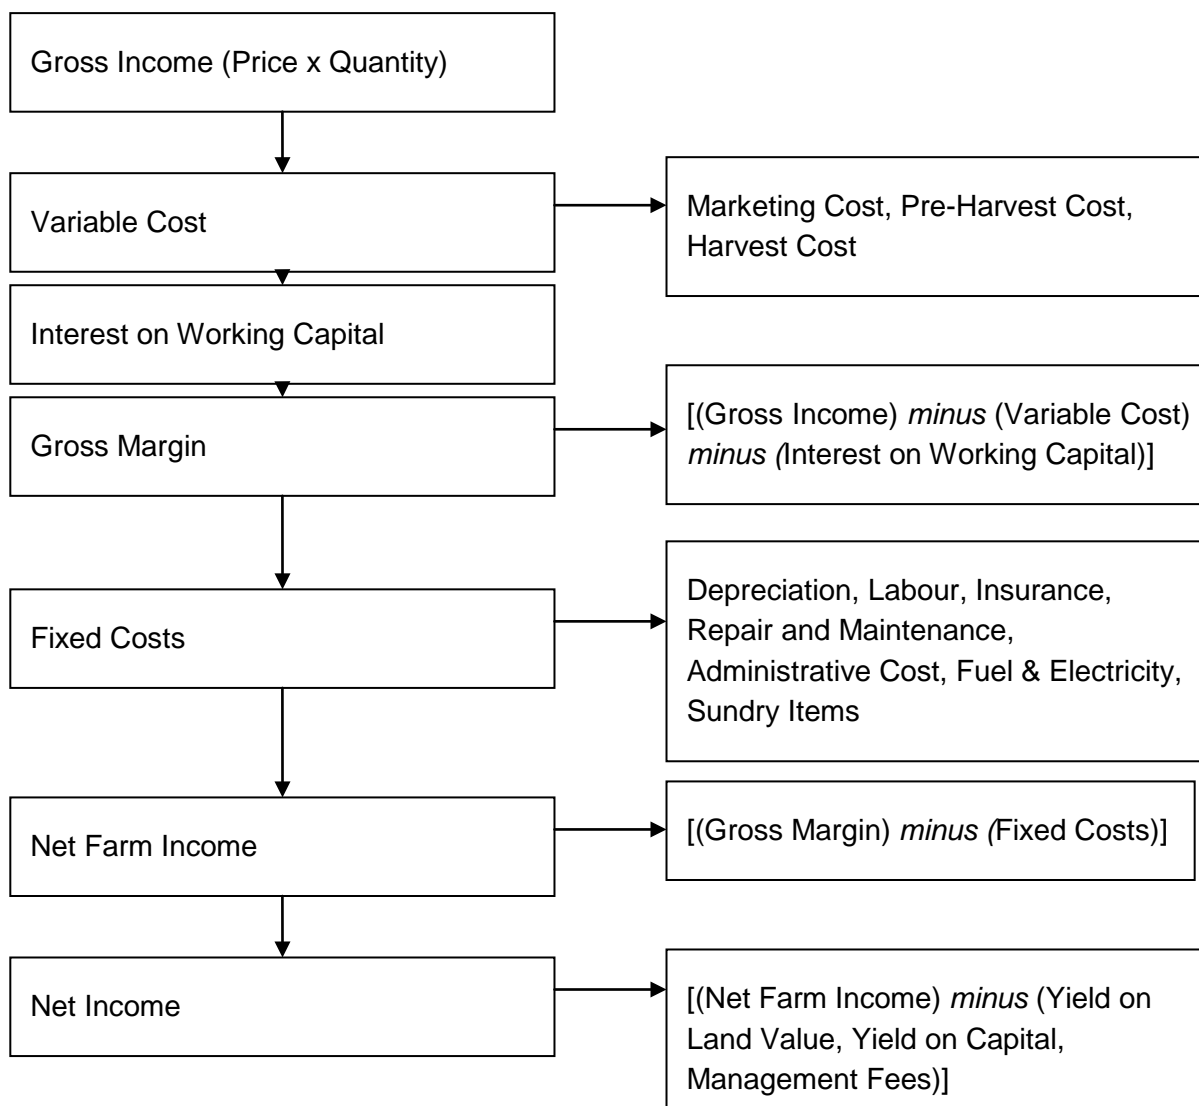 Gross Income (Price x Quantity)
Variable Cost
Marketing Cost, Pre-Harvest Cost,
Harvest Cost
Interest on Working Capital
Gross Margin
[(Gross Income) minus (Variable Cost)
minus (Interest on Working Capital)]
Fixed Costs
Depreciation, Labour, Insurance,
Repair and Maintenance,
Administrative Cost, Fuel & Electricity,
Sundry Items
Net Farm Income
[(Gross Margin) minus (Fixed Costs)]
Net Income
[(Net Farm Income) minus (Yield on
Land Value, Yield on Capital,
Management Fees)]